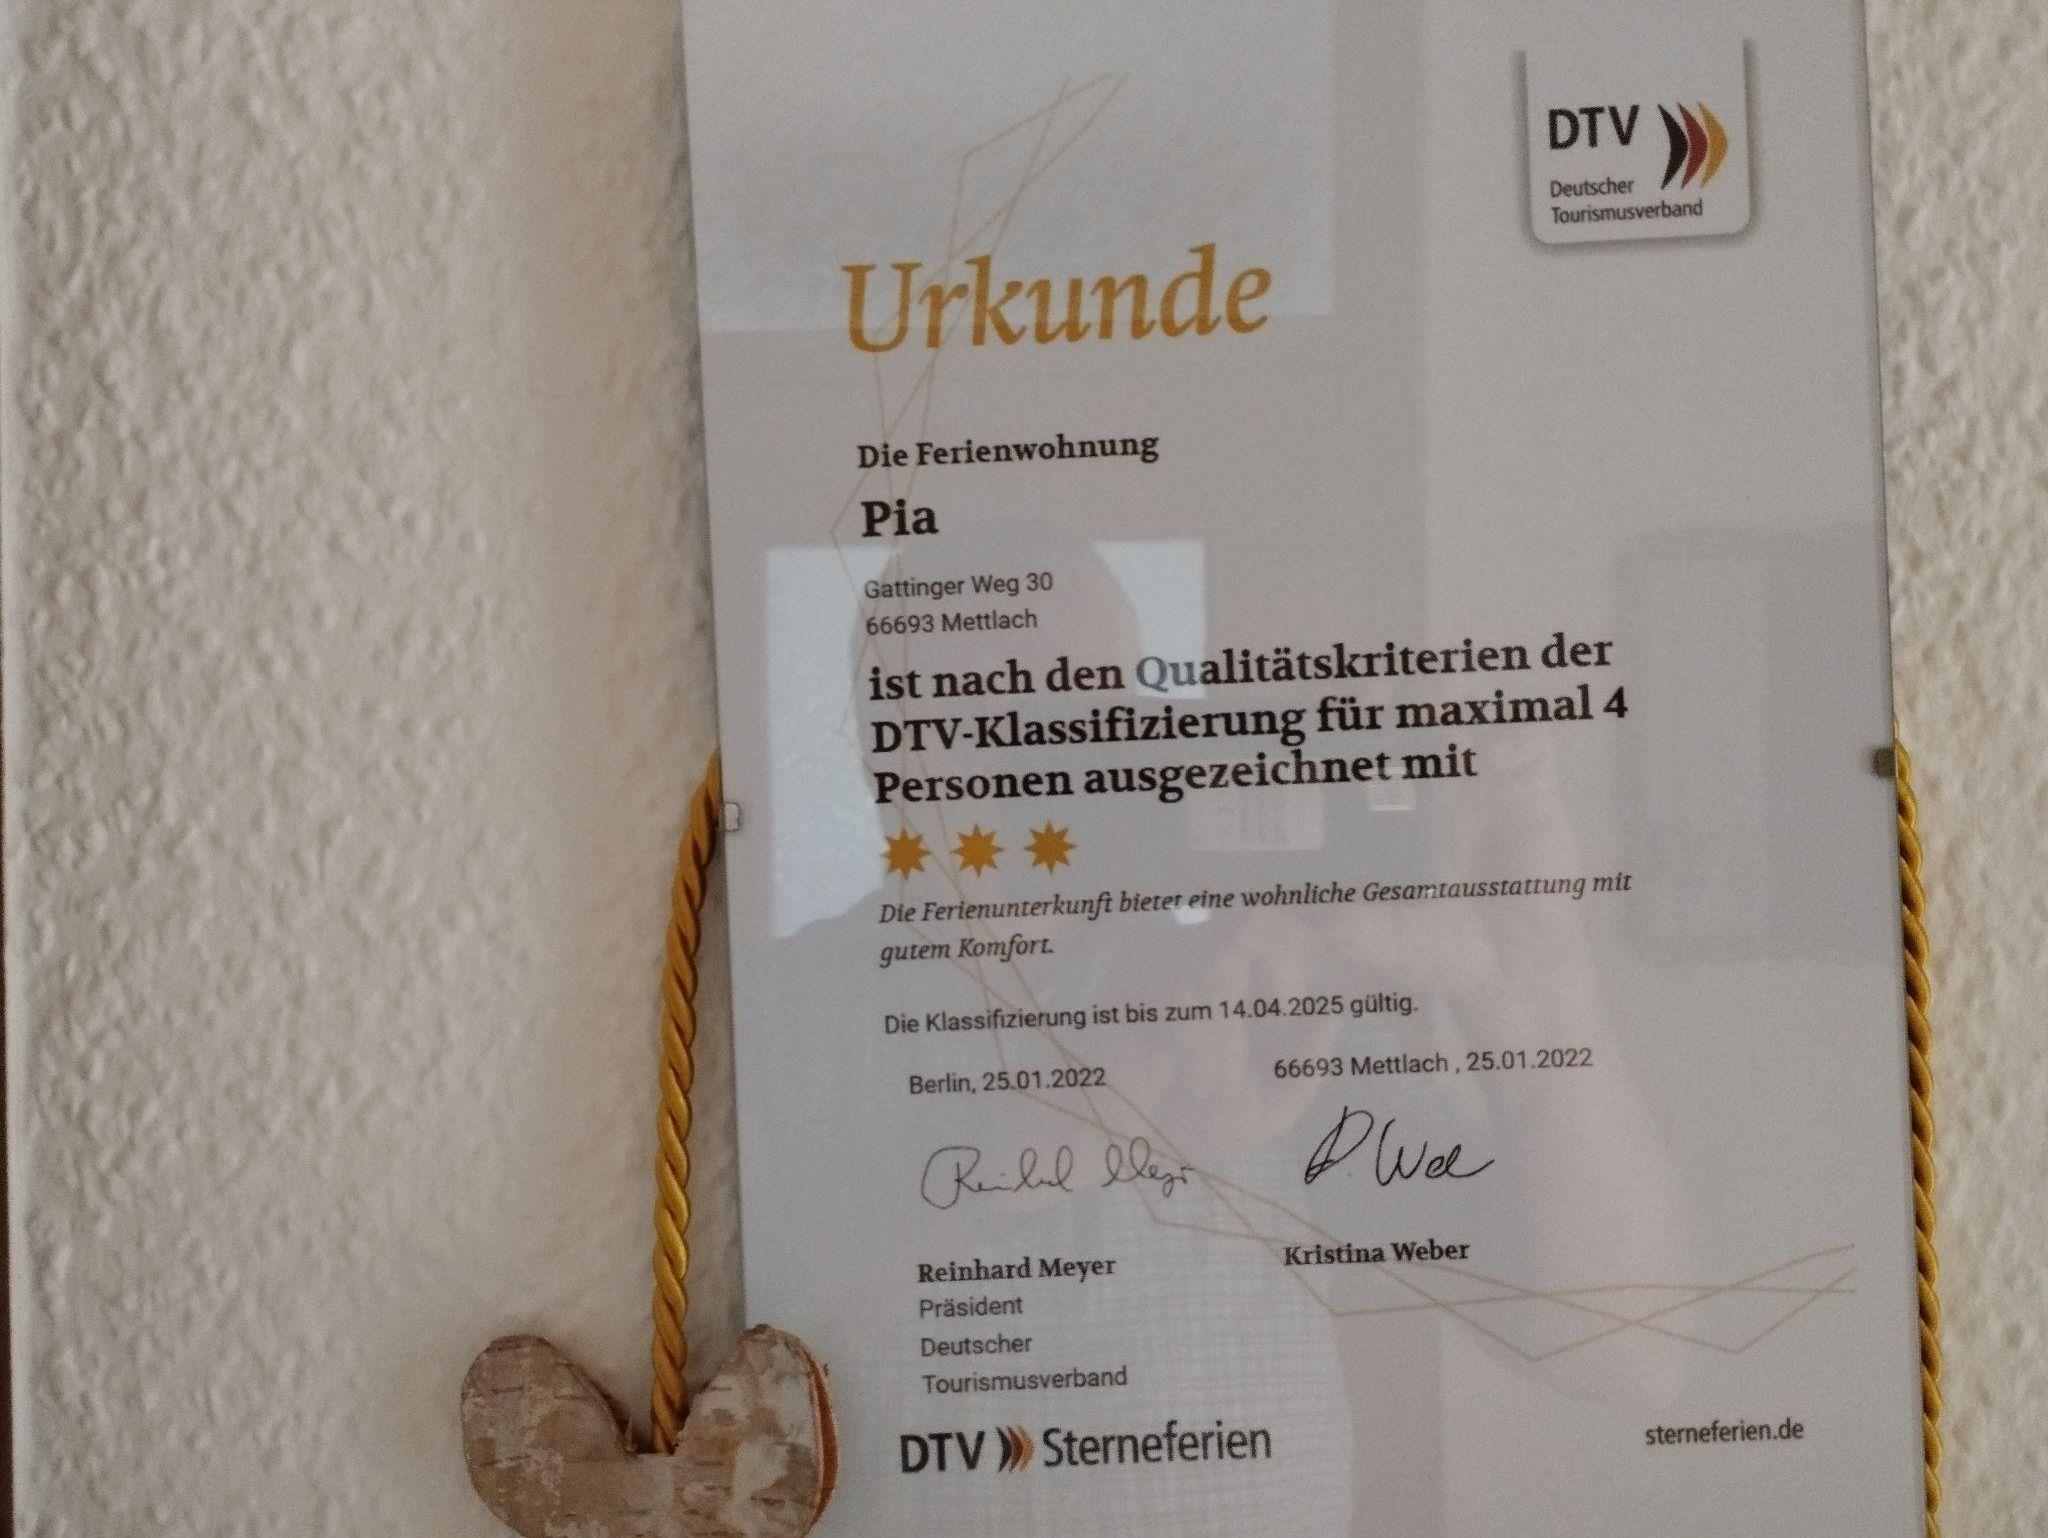 DTV
Deutscher
Tourismusverband
Urkunde
Die Ferienwohnung
Pia
Gattinger Weg 30
66693 Mettlach
ist nach den Qualitätskriterien der
DTV-Klassifizierung für maximal 4
Personen ausgezeichnet mit
Die Ferienunterkunft bietet eine wohnliche Gesamtausstattung mit
gutem Komfort.
Die Klassifizierung ist bis zum 14.04.2025 gültig.
Berlin, 25.01.2022
66693 Mettlach , 25.01.2022
Reinhard Meyer
Kristina Weber
Präsident
Deutscher
Tourismusverband
DTV Sterneferien
sterneferien.de